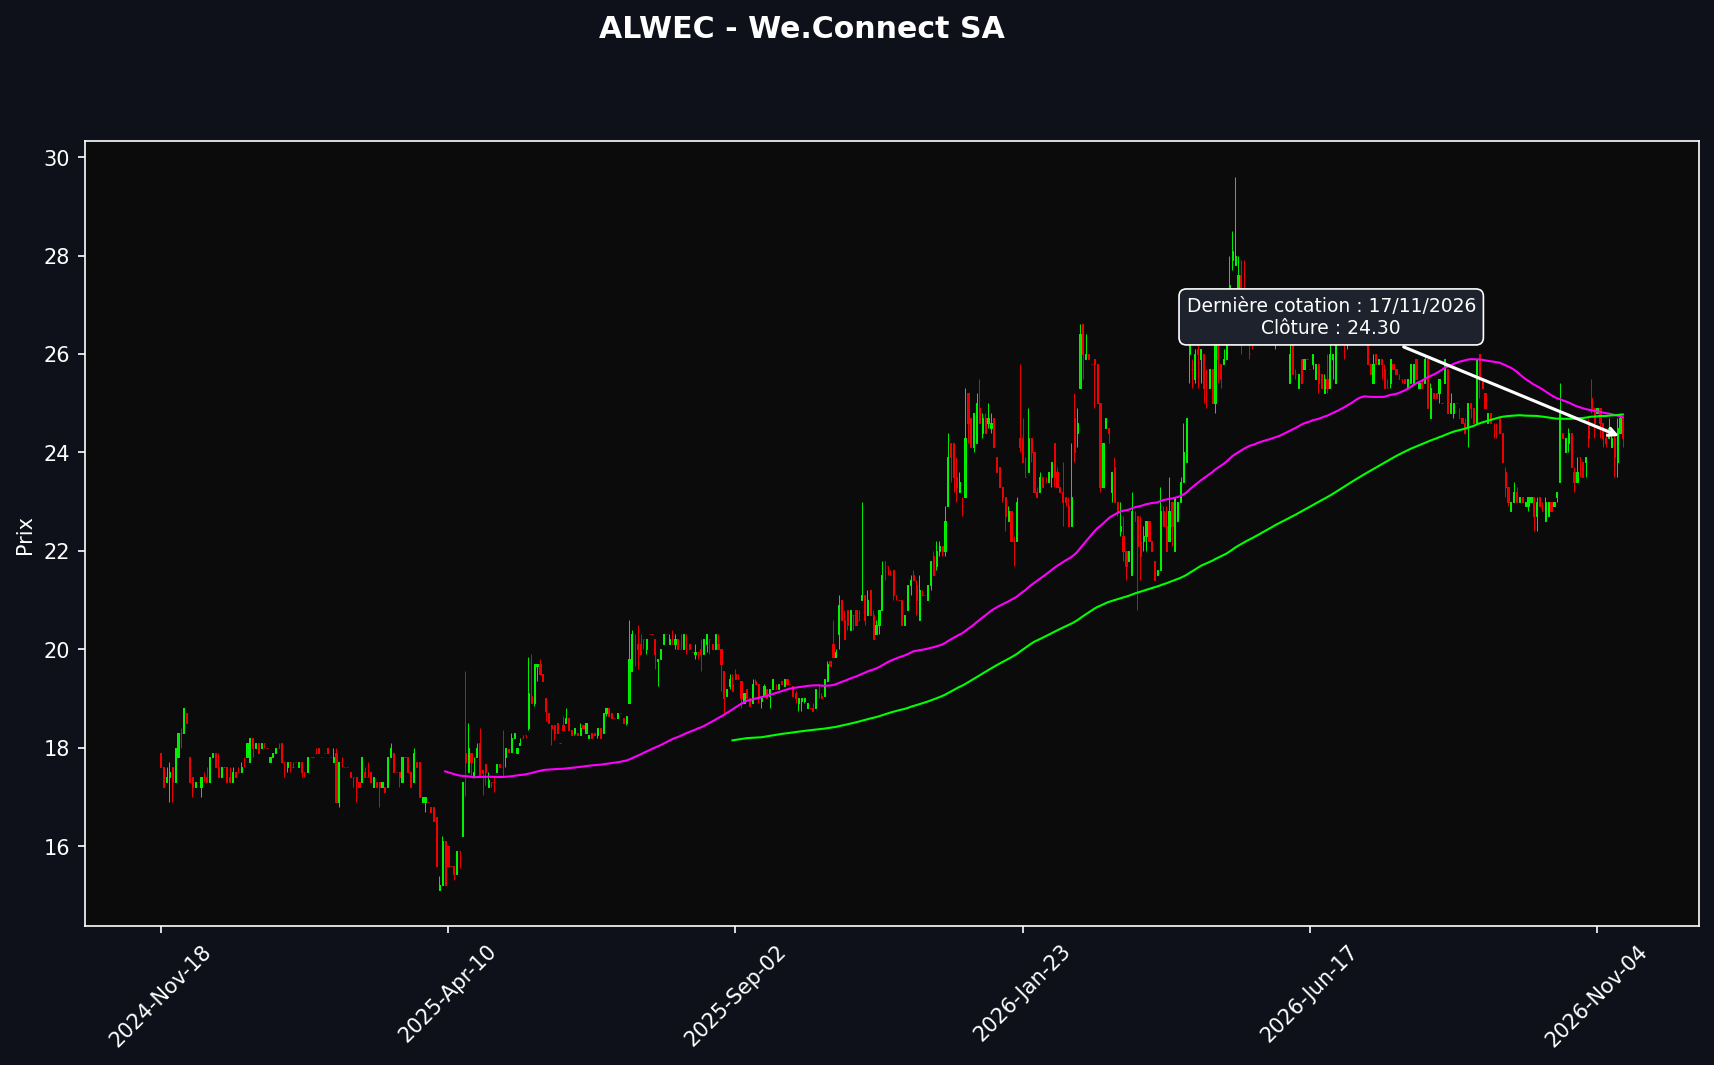 ALWEC - We.Connect SA
30
28
26
24
22
20
18
16
Prix
Dernière cotation : 17/11/2026
Clôture : 24.30
2024-Nov-18
2025-Apr-10
2025-Sep-02
2026-Jan-23
2026-Jun-17
2026-Nov-04